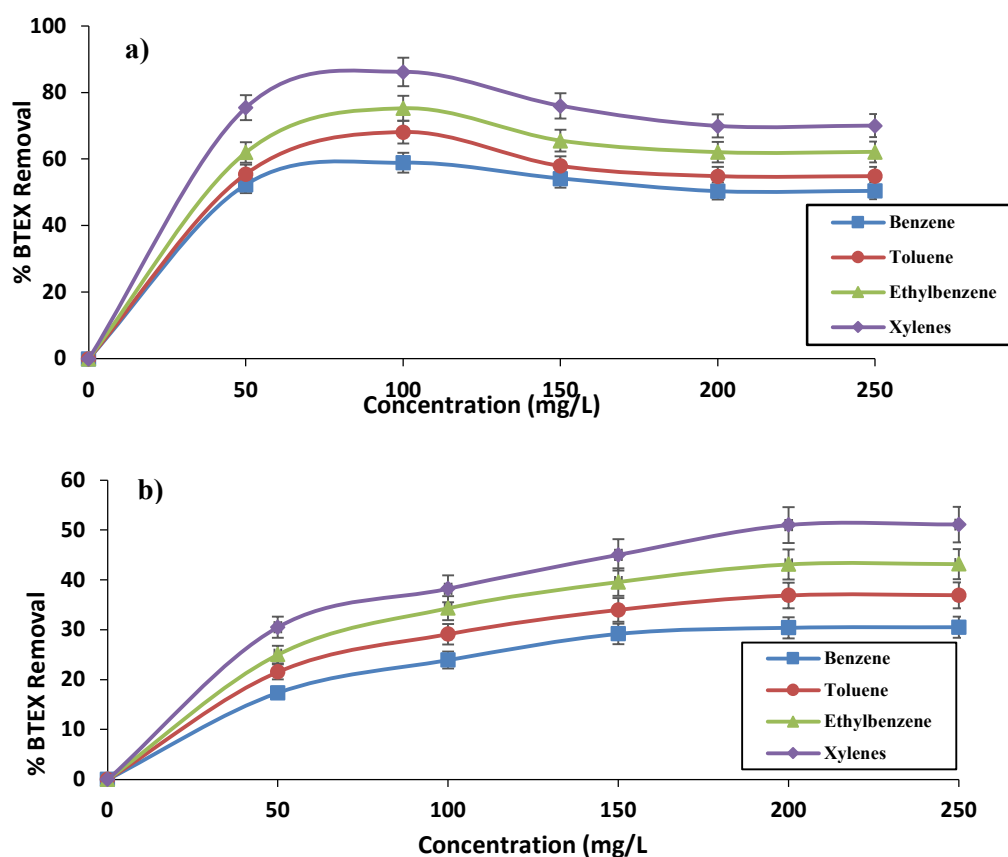 a)
% BTEX Removal
100
80
60
40
20
0
0 50 100 150 200 250
Concentration (mg/L)
Benzene
Toluene
Ethylbenzene
Xylenes
b)
% BTEX Removal
60
50
40
30
20
10
0
0 50 100 150 200 250
Concentration (mg/L
Benzene
Toluene
Ethylbenzene
Xylenes